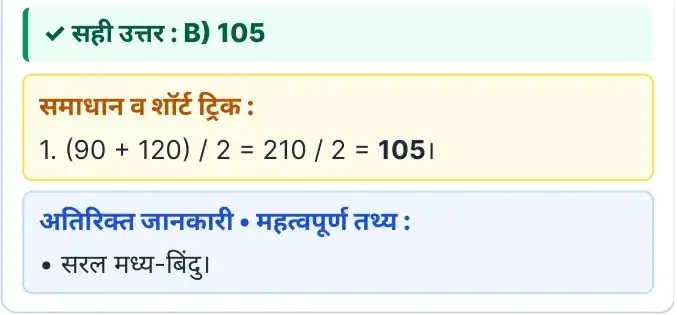 ✓ सही उत्तर : B) 105
समाधान व शॉर्ट ट्रिक :
1. (90 + 120) / 2 = 210 / 2 = 105।
अतिरिक्त जानकारी • महत्वपूर्ण तथ्य :
• सरल मध्य-बिंदु।